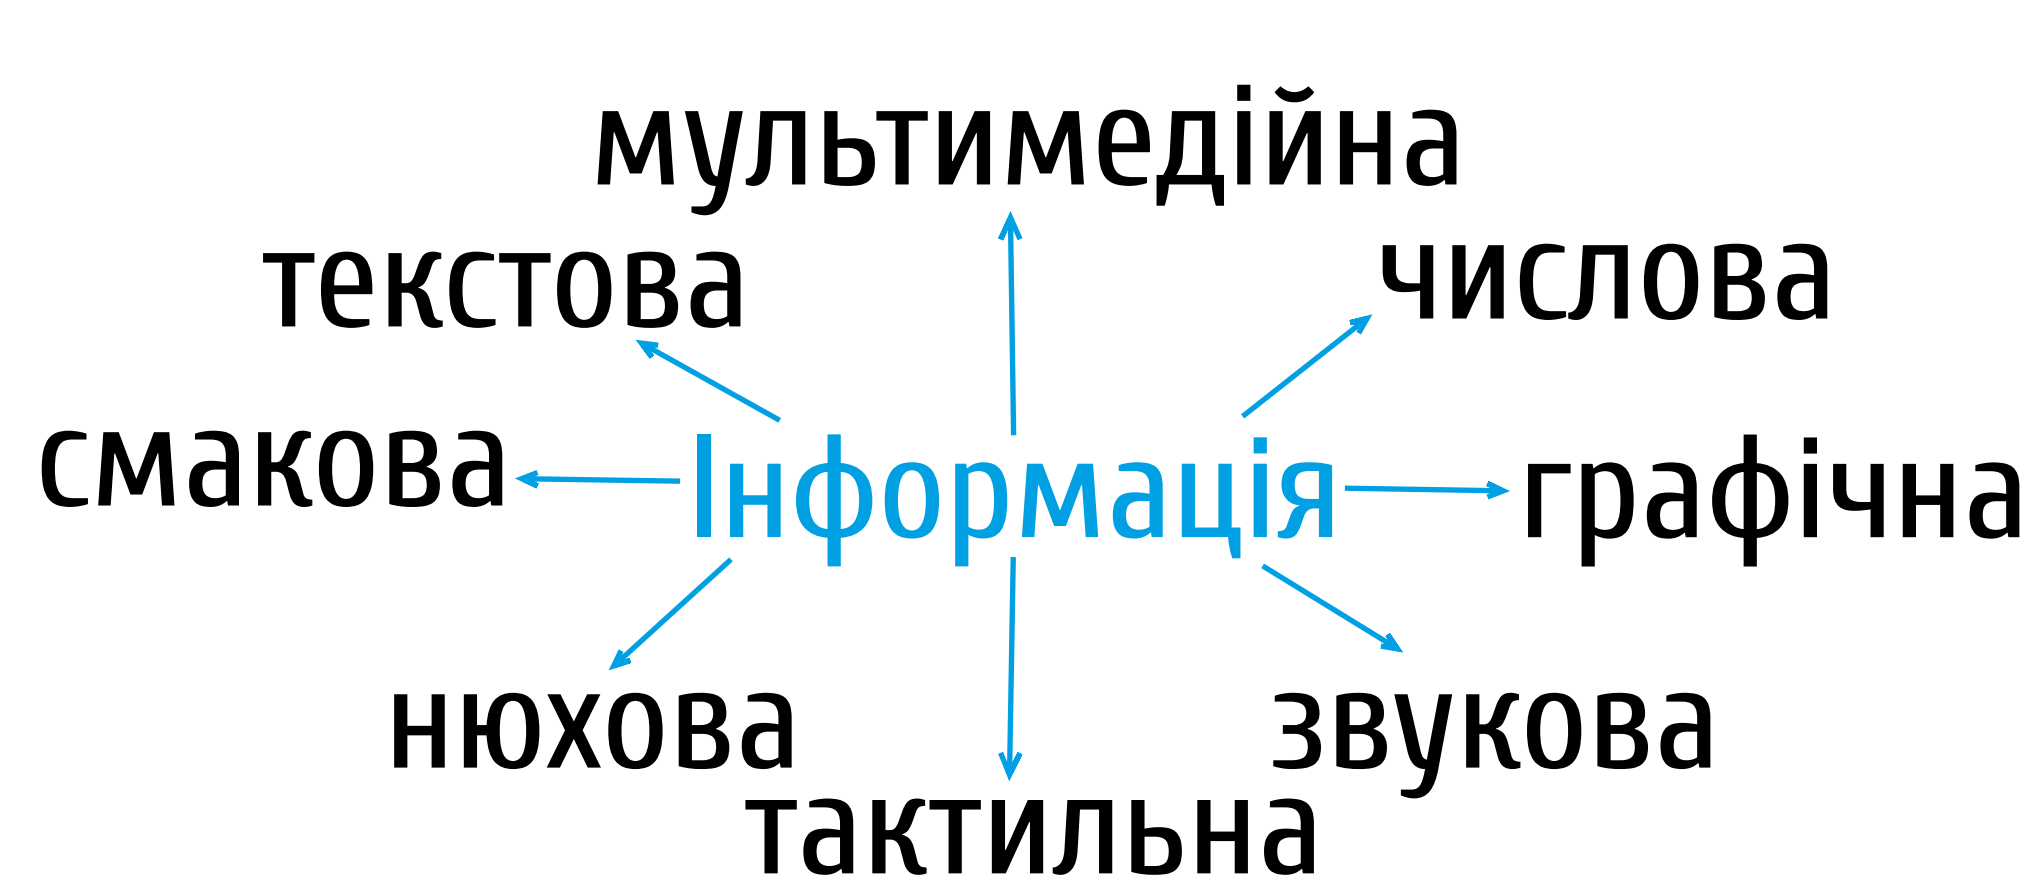 мультимедійна
текстова
числова
смакова
Інформація
графічна
нюхова
звукова
тактильна